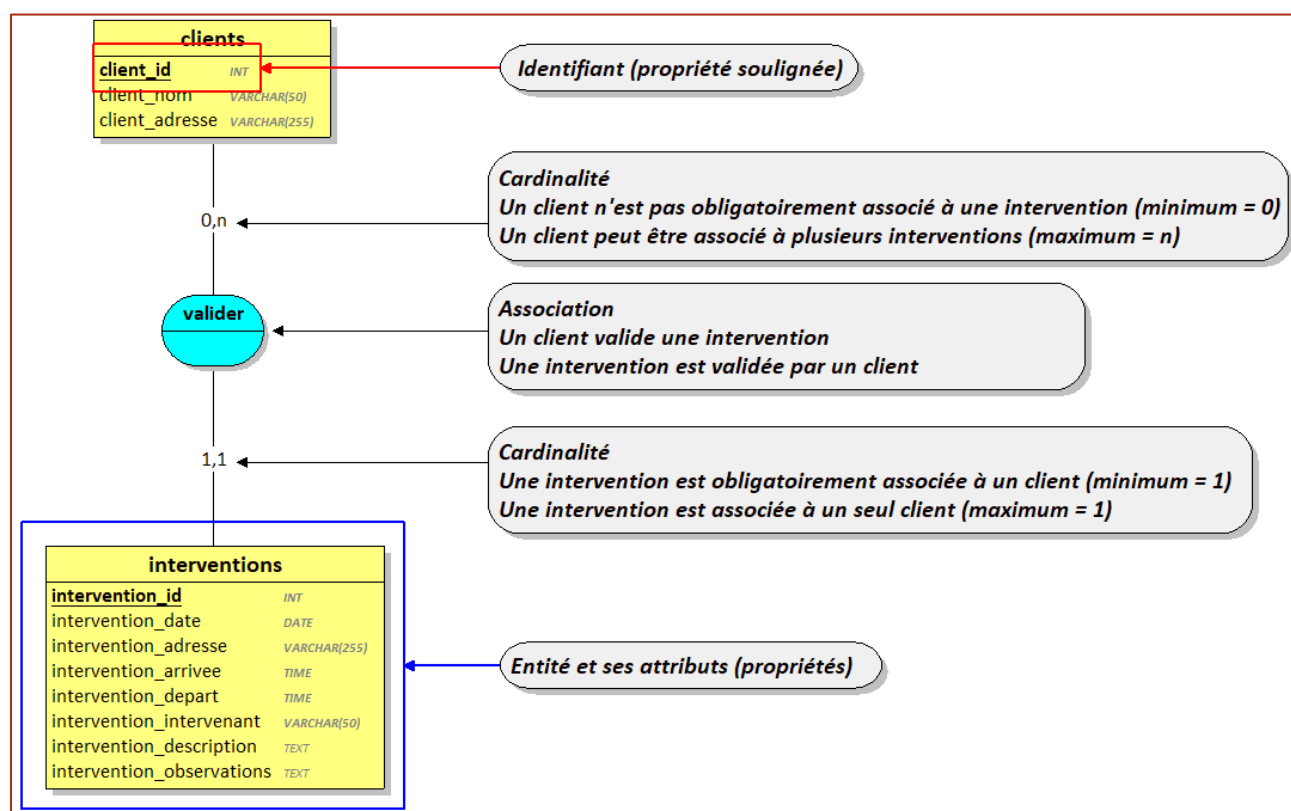 clients
client_id INT
client_nom VARCHAR(50)
client_adresse VARCHAR(255)
Identifiant (propriété soulignée)
Cardinalité
Un client n'est pas obligatoirement associé à une intervention (minimum = 0)
Un client peut être associé à plusieurs interventions (maximum = n)
0,n
valider
Association
Un client valide une intervention
Une intervention est validée par un client
1,1
Cardinalité
Une intervention est obligatoirement associée à un client (minimum = 1)
Une intervention est associée à un seul client (maximum = 1)
interventions
intervention_id INT
intervention_date DATE
intervention_adresse VARCHAR(255)
intervention_arrivee TIME
intervention_depart TIME
intervention_intervenant VARCHAR(50)
intervention_description TEXT
intervention_observations TEXT
Entité et ses attributs (propriétés)